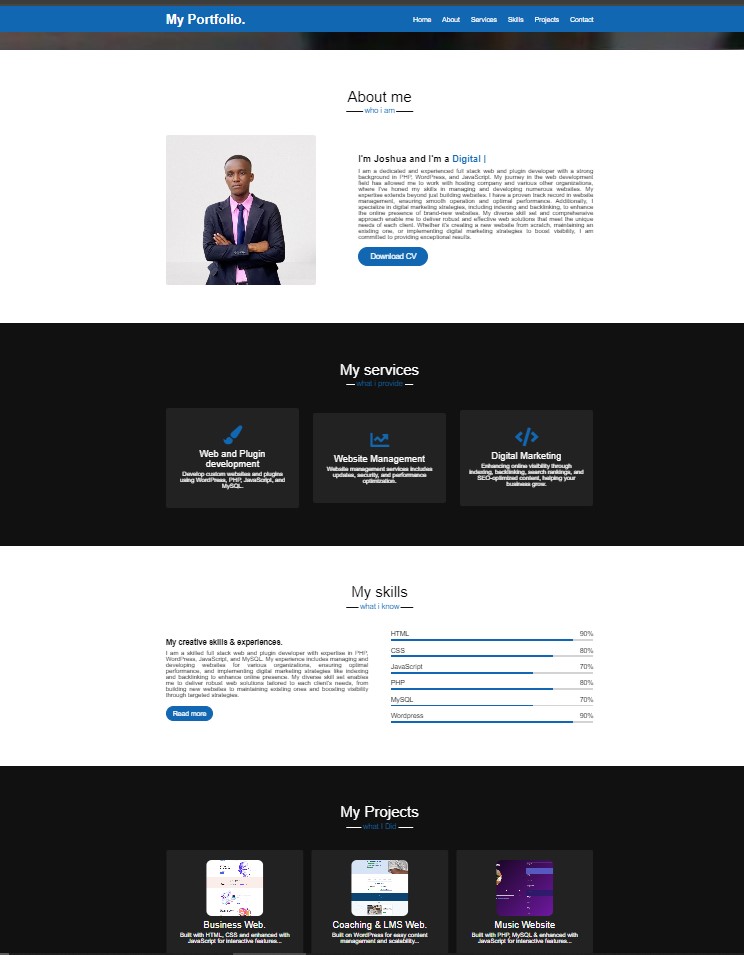 My Portfolio.
Home About Services Skills Projects Contact
About me
who i am
I'm Joshua and I'm a Digital |
I am a dedicated and experienced full stack web and plugin developer with a strong
background in PHP, WordPress, and JavaScript. My journey in the web development
field has allowed me to work with hosting company and various other organizations,
where I've honed my skills in managing and developing numerous websites. My
expertise extends beyond just building websites. I have a proven track record in website
management, ensuring smooth operation and optimal performance. Additionally, I
specialize in digital marketing strategies, including indexing and backlinking, to enhance
the online presence of brand-new websites. My diverse skill set and comprehensive
approach enable me to deliver robust and effective web solutions that meet the unique
needs of each client. Whether it's creating a new website from scratch, maintaining an
existing one, or implementing digital marketing strategies to boost visibility, I am
committed to providing exceptional results.
Download CV
My services
what i provide
Web and Plugin
development
Develop custom websites and plugins
using WordPress, PHP, JavaScript, and
MySQL.
Website Management
Website management services includes
updates, security, and performance
optimization.
Digital Marketing
Enhancing online visibility through
indexing, backlinking, search rankings, and
SEO-optimized content, helping your
business grow.
My skills
what i know
My creative skills & experiences.
I am a skilled full stack web and plugin developer with expertise in PHP,
WordPress, JavaScript, and MySQL. My experience includes managing and
developing websites for various organizations, ensuring optimal
performance, and implementing digital marketing strategies like indexing
and backlinking to enhance online presence. My diverse skill set enables
me to deliver robust web solutions tailored to each client's needs, from
building new websites to maintaining existing ones and boosting visibility
through targeted strategies.
Read more
HTML 90%
CSS 80%
JavaScript 70%
PHP 80%
MySQL 70%
Wordpress 90%
My Projects
what I Did
Business Web.
Built with HTML, CSS and enhanced with
JavaScript for interactive features...
Coaching & LMS Web.
Built on WordPress for easy content
management and scalability...
Music Website
Built with PHP, MySQL & enhanced with
JavaScript for interactive features...